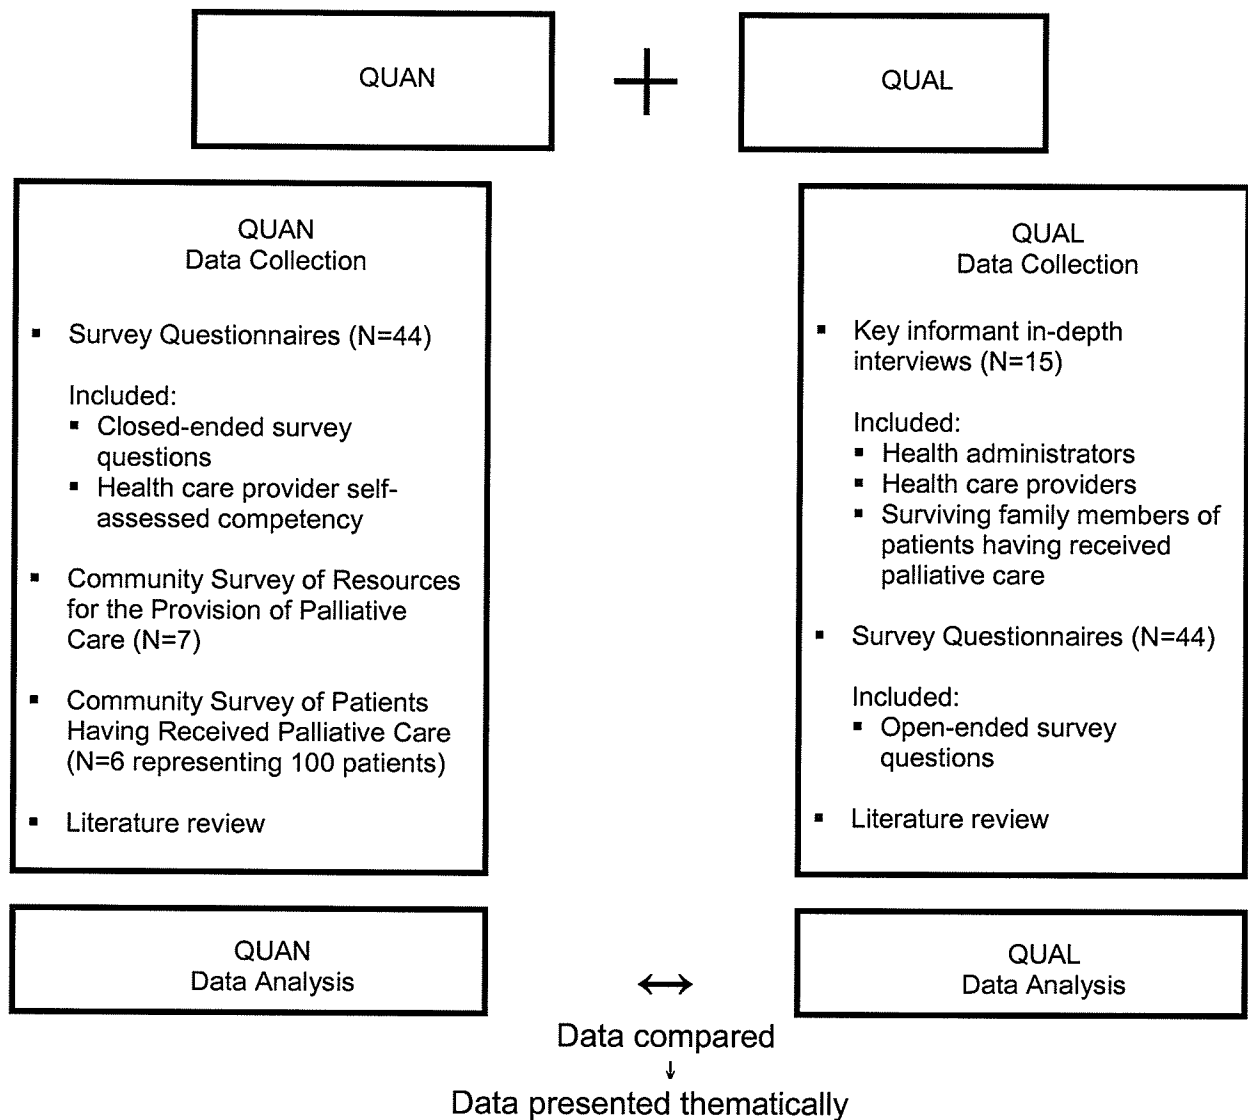 QUAN
+
QUAL
QUAN
Data Collection
▪ Survey Questionnaires (N=44)
Included:
▪ Closed-ended survey
questions
▪ Health care provider self-
assessed competency
▪ Community Survey of Resources
for the Provision of Palliative
Care (N=7)
▪ Community Survey of Patients
Having Received Palliative Care
(N=6 representing 100 patients)
▪ Literature review
QUAL
Data Collection
▪ Key informant in-depth
interviews (N=15)
Included:
▪ Health administrators
▪ Health care providers
▪ Surviving family members of
patients having received
palliative care
▪ Survey Questionnaires (N=44)
Included:
▪ Open-ended survey
questions
▪ Literature review
QUAN
Data Analysis
↔
QUAL
Data Analysis
Data compared
↓
Data presented thematically